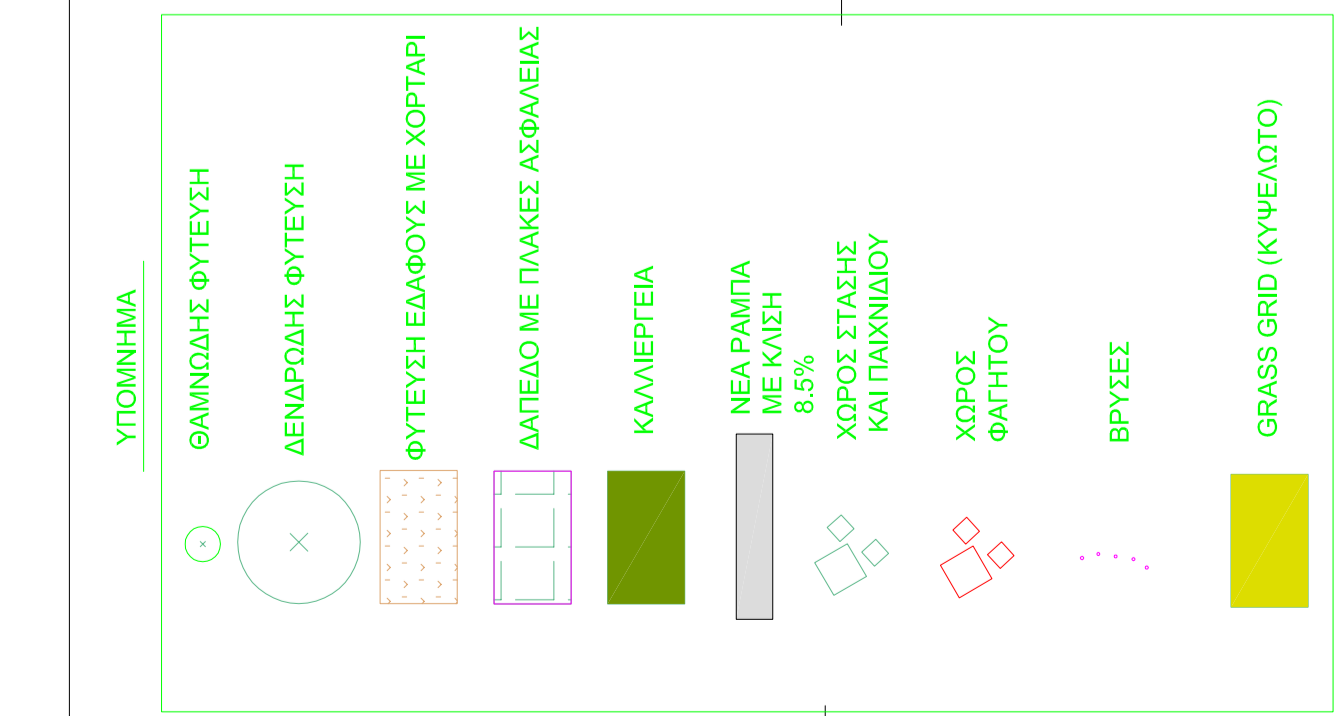 ΥΠΟΜΝΗΜΑ
ΘΑΜΝΩΔΗΣ ΦΥΤΕΥΣΗ
ΔΕΝΔΡΩΔΗΣ ΦΥΤΕΥΣΗ
ΦΥΤΕΥΣΗ ΕΔΑΦΟΥΣ ΜΕ ΧΟΡΤΑΡΙ
ΔΑΠΕΔΟ ΜΕ ΠΛΑΚΕΣ ΑΣΦΑΛΕΙΑΣ
ΚΑΛΛΙΕΡΓΕΙΑ
ΝΕΑ ΡΑΜΠΑ
ΜΕ ΚΛΙΣΗ
8.5%
ΧΩΡΟΣ ΣΤΑΣΗΣ
ΚΑΙ ΠΑΙΧΝΙΔΙΟΥ
ΧΩΡΟΣ
ΦΑΓΗΤΟΥ
ΒΡΥΣΕΣ
GRASS GRID (ΚΥΨΕΛΩΤΟ)